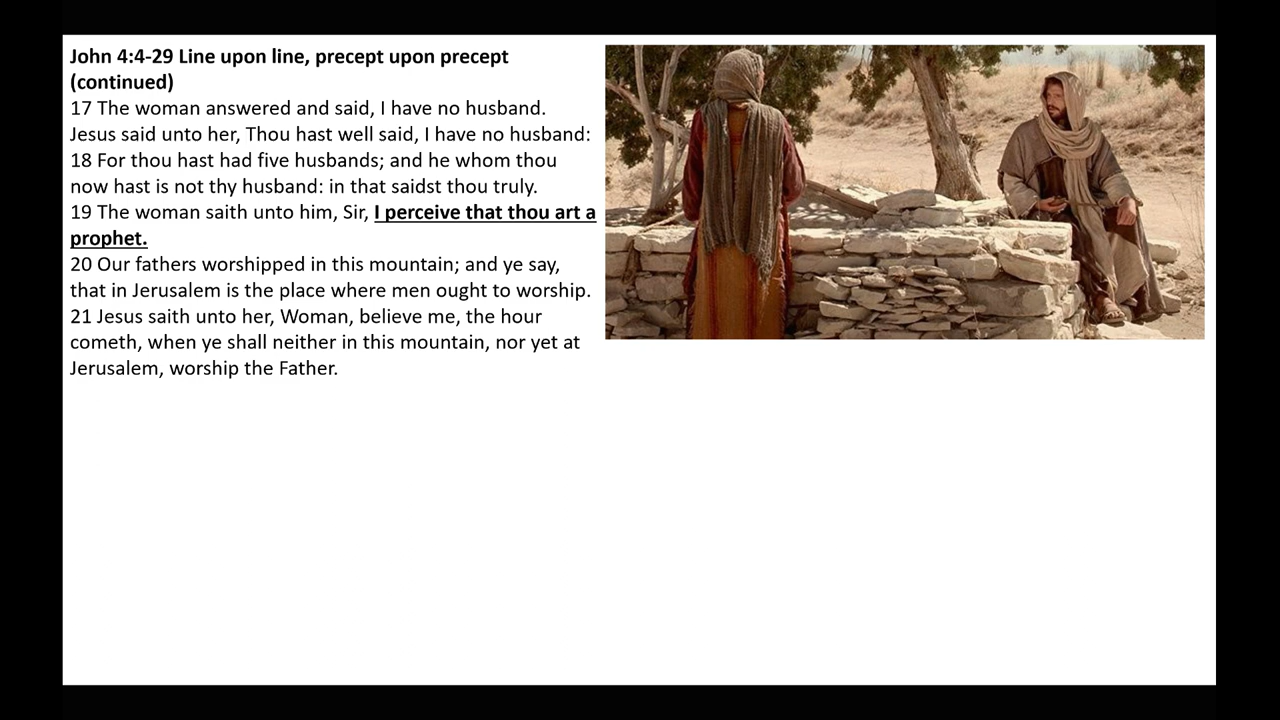 John 4:4-29 Line upon line, precept upon precept
(continued)
17 The woman answered and said, I have no husband.
Jesus said unto her, Thou hast well said, I have no husband:
18 For thou hast had five husbands; and he whom thou
now hast is not thy husband: in that saidst thou truly.
19 The woman saith unto him, Sir, I perceive that thou art a
prophet.
20 Our fathers worshipped in this mountain; and ye say,
that in Jerusalem is the place where men ought to worship.
21 Jesus saith unto her, Woman, believe me, the hour
cometh, when ye shall neither in this mountain, nor yet at
Jerusalem, worship the Father.